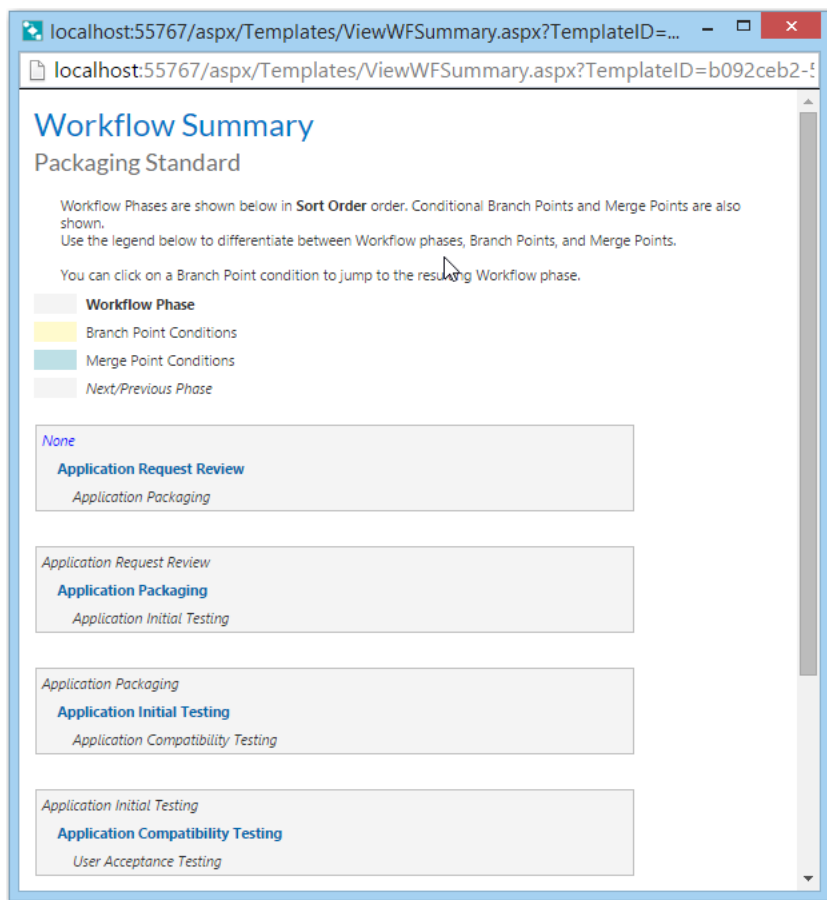 localhost:55767/aspx/Templates/ViewWFSummary.aspx?TemplateID=...
localhost:55767/aspx/Templates/ViewWFSummary.aspx?TemplateID=b092ceb2-5
Workflow Summary
Packaging Standard
Workflow Phases are shown below in Sort Order order. Conditional Branch Points and Merge Points are also
shown.
Use the legend below to differentiate between Workflow phases, Branch Points, and Merge Points.
You can click on a Branch Point condition to jump to the resulting Workflow phase.
Workflow Phase
Branch Point Conditions
Merge Point Conditions
Next/Previous Phase
None
Application Request Review
Application Packaging
Application Request Review
Application Packaging
Application Initial Testing
Application Packaging
Application Initial Testing
Application Compatibility Testing
Application Initial Testing
Application Compatibility Testing
User Acceptance Testing